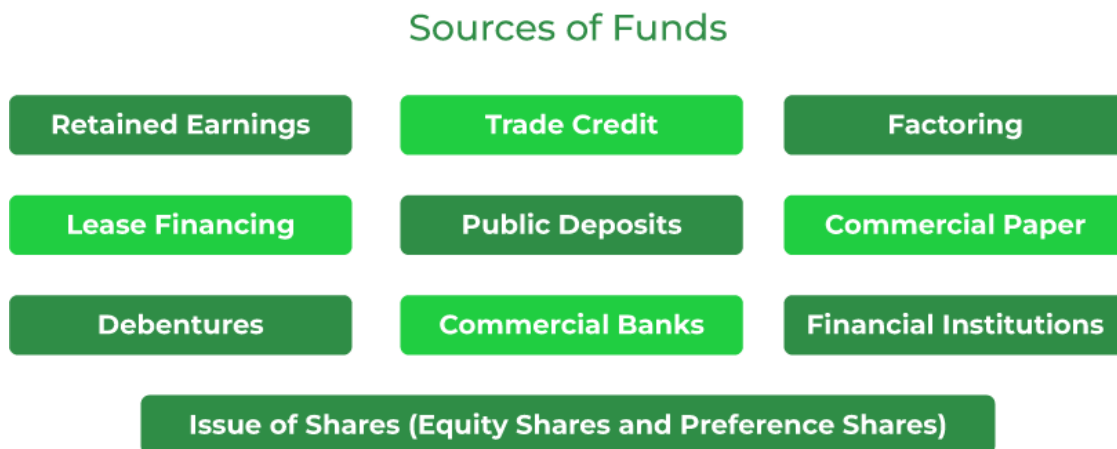 Sources of Funds
Retained Earnings
Trade Credit
Factoring
Lease Financing
Public Deposits
Commercial Paper
Debentures
Commercial Banks
Financial Institutions
Issue of Shares (Equity Shares and Preference Shares)